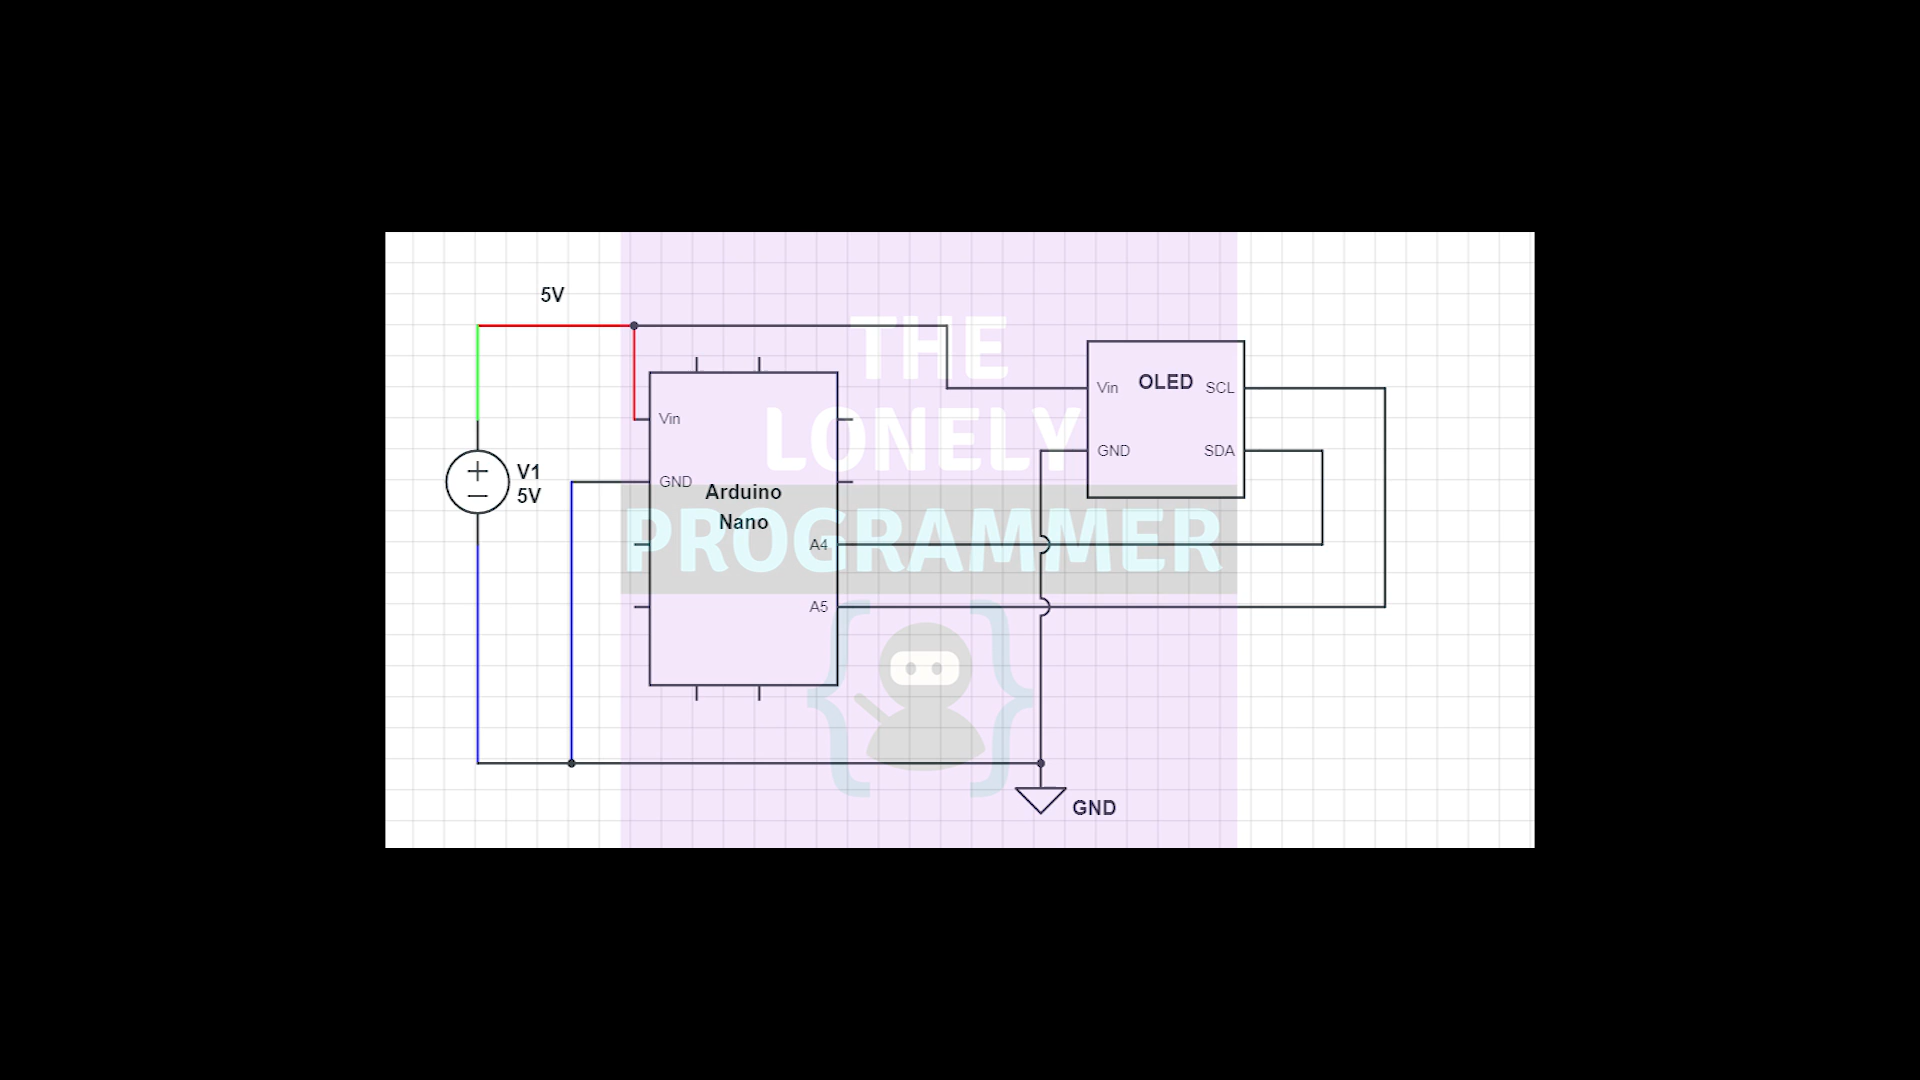 5V
THE
Vin OLED SCL
Vin
LONELY
GND SDA
V1
5V
GND
Arduino
Nano
PROGRAMMER
A4
A5
GND